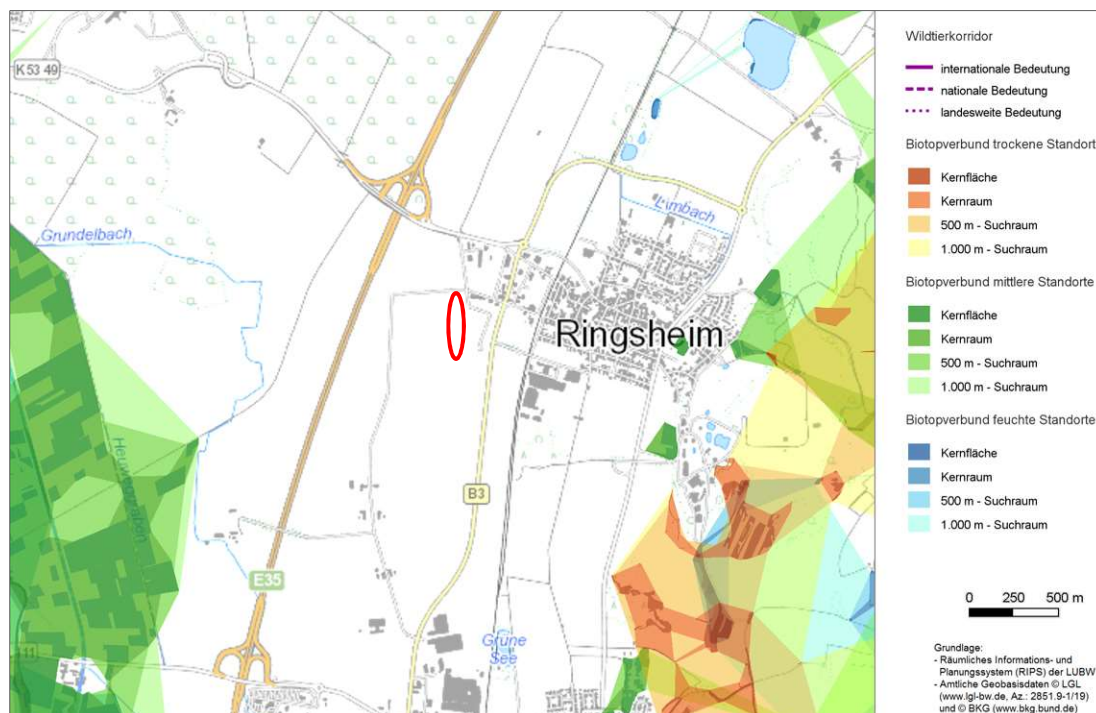 K53 49
Grundelbach
Limbach
Ringsheim
B3
E35
Grüne
See
11
Wildtierkorridor
internationale Bedeutung
nationale Bedeutung
landesweite Bedeutung
Biotopverbund trockene Standort
Kernfläche
Kernraum
500 m - Suchraum
1.000 m - Suchraum
Biotopverbund mittlere Standorte
Kernfläche
Kernraum
500 m - Suchraum
1.000 m - Suchraum
Biotopverbund feuchte Standorte
Kernfläche
Kernraum
500 m - Suchraum
1.000 m - Suchraum
0 250 500 m
Grundlage:
- Räumliches Informations- und
Planungssystem (RIPS) der LUBW
- Amtliche Geobasisdaten © LGL
(www.lgl-bw.de, Az.: 2851.9-1/19)
und © BKG (www.bkg.bund.de)